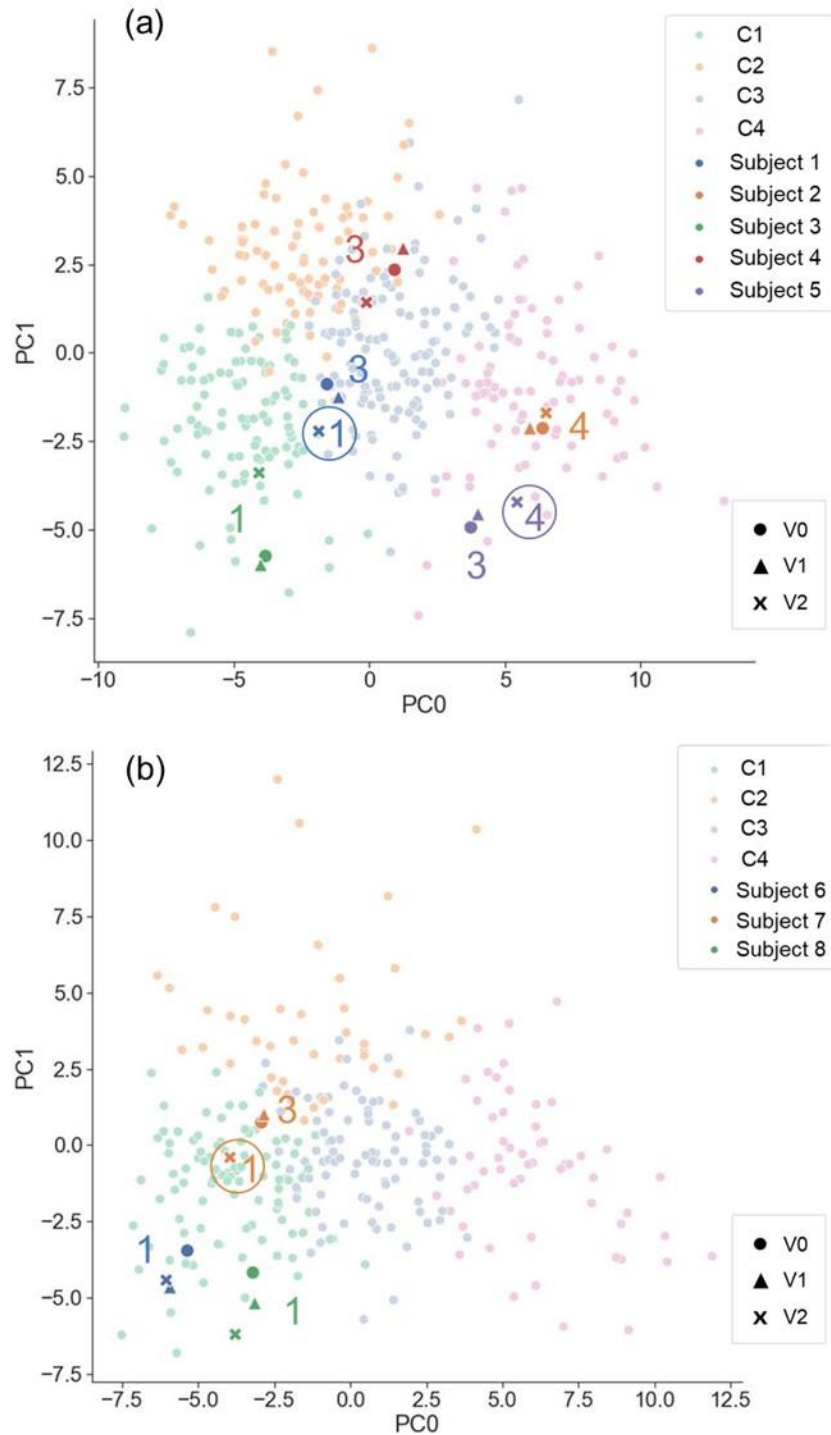 (a)
C1
C2
C3
C4
Subject 1
Subject 2
Subject 3
Subject 4
Subject 5
7.5
5.0
2.5
0.0
−2.5
−5.0
−7.5
PC1
3
3
1
4
1
4
3
V0
V1
V2
−10
−5
0
5
10
PC0
(b)
C1
C2
C3
C4
Subject 6
Subject 7
Subject 8
12.5
10.0
7.5
5.0
2.5
0.0
−2.5
−5.0
−7.5
PC1
3
1
1
1
V0
V1
V2
−7.5
−5.0
−2.5
0.0
2.5
5.0
7.5
10.0
12.5
PC0